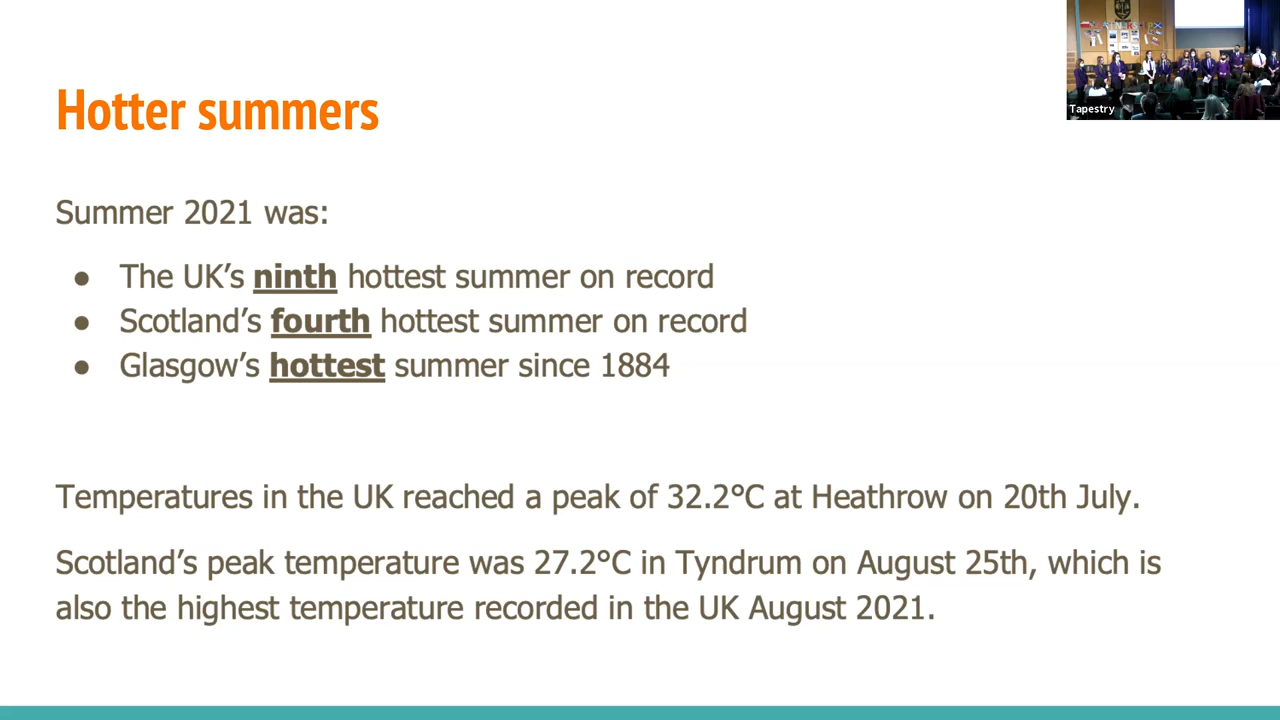 Tapestry
Hotter summers
Summer 2021 was:
● The UK’s ninth hottest summer on record
● Scotland’s fourth hottest summer on record
● Glasgow’s hottest summer since 1884
Temperatures in the UK reached a peak of 32.2°C at Heathrow on 20th July.
Scotland’s peak temperature was 27.2°C in Tyndrum on August 25th, which is
also the highest temperature recorded in the UK August 2021.